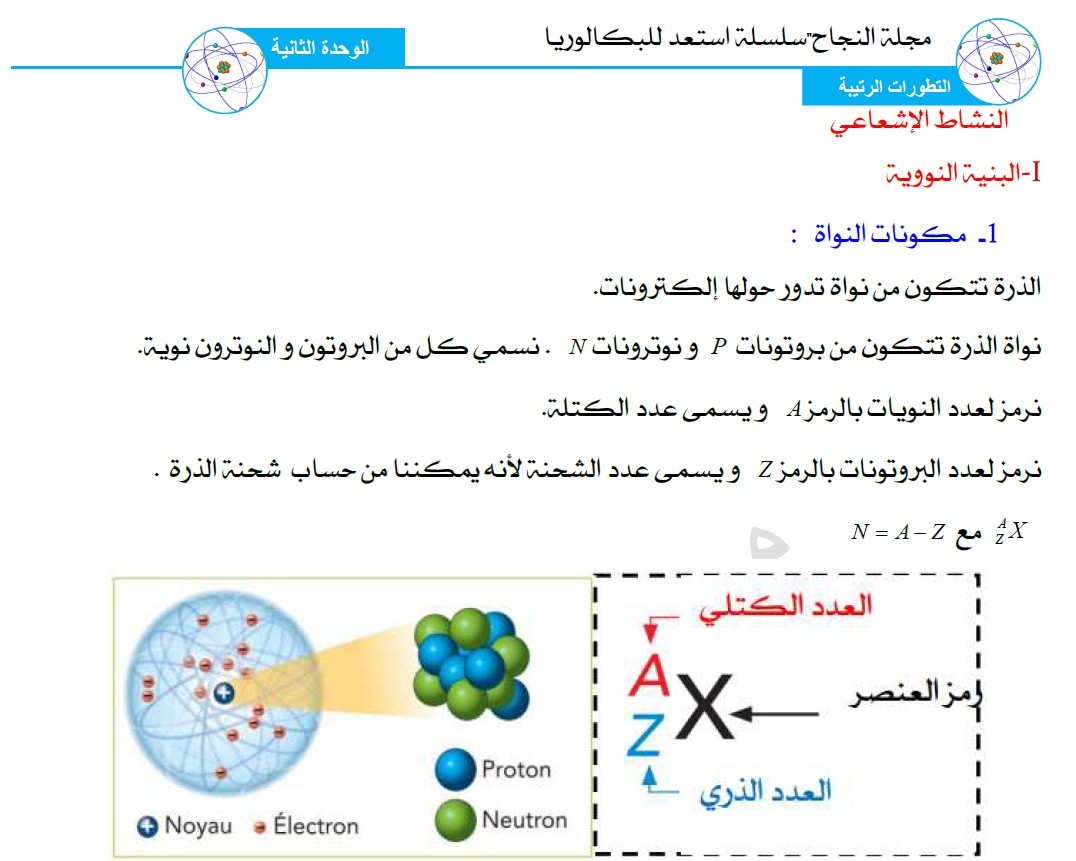 مجلة النجاح"سلسلة استعد للبكالوريا
الوحدة الثانية
التطورات الرتيبة
النشاط الإشعاعي
I-البنية النووية
1ـ مكونات النواة :
الذرة تتكون من نواة تدور حولها إلكترونات.
نواة الذرة تتكون من بروتونات P و نوترونات N . نسمي كل من البروتون و النوترون نوية.
نرمز لعدد النويات بالرمز A و يسمى عدد الكتلة.
نرمز لعدد البروتونات بالرمز Z و يسمى عدد الشحنة لأنه يمكننا من حساب شحنة الذرة .
$^{A}_{Z}X$ مع N = A − Z
العدد الكتلي
A
X
Z
رمز العنصر
العدد الذري
Proton
Neutron
Noyau
Électron